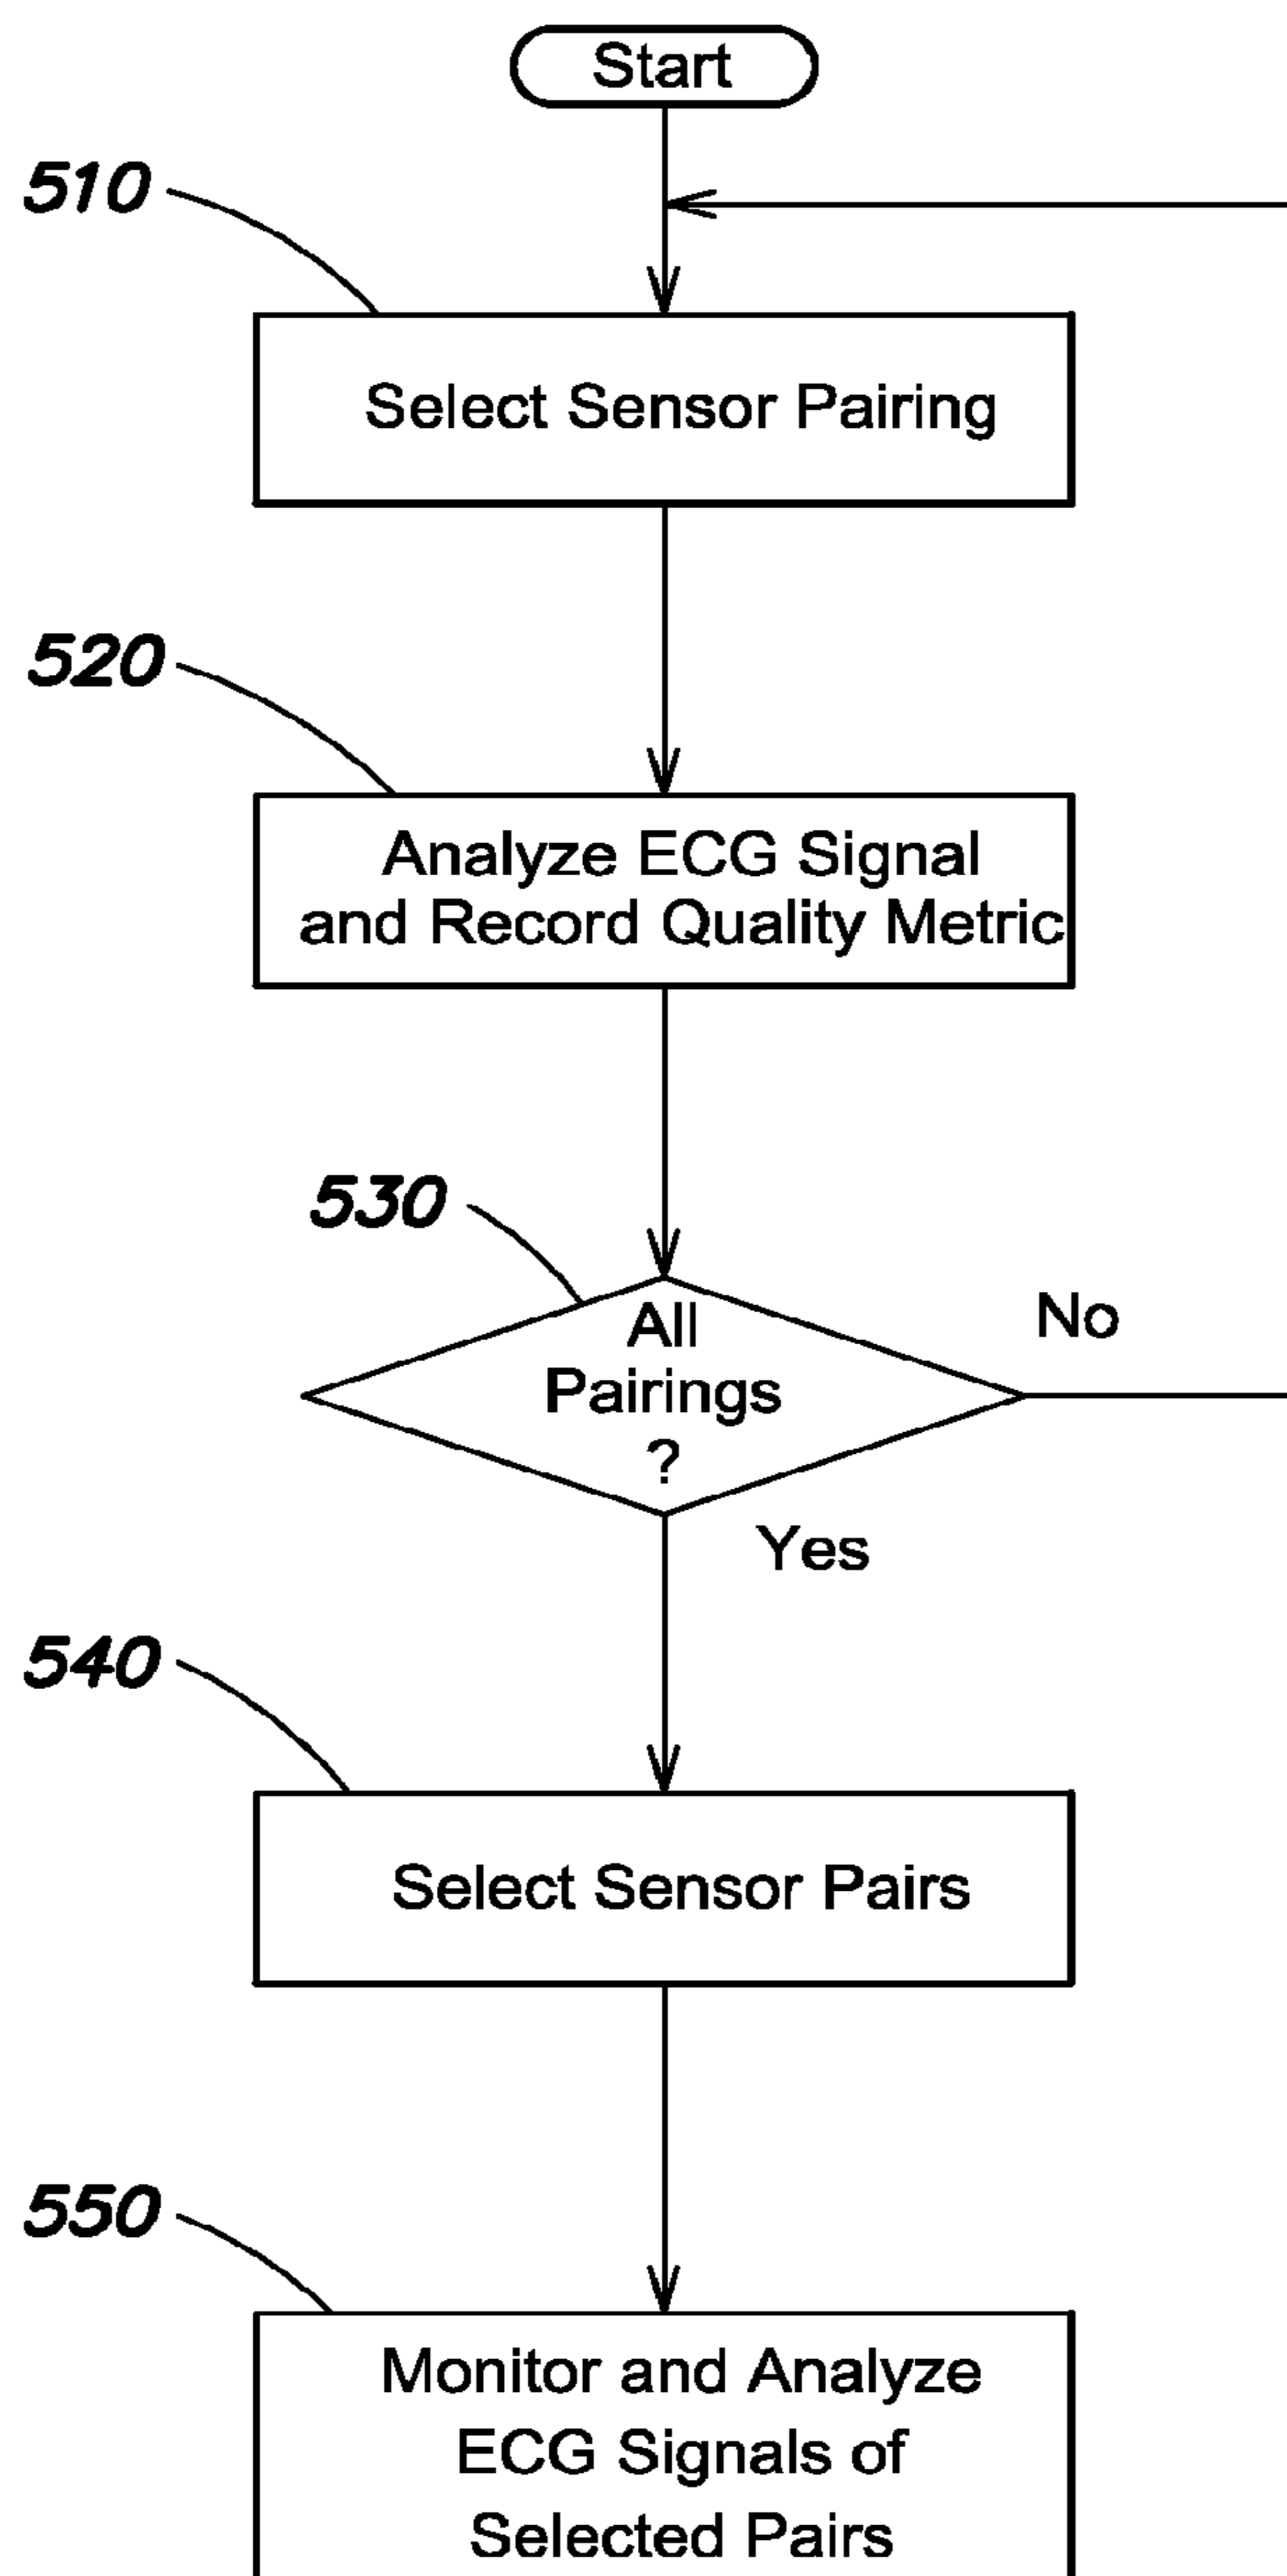 Start
510
Select Sensor Pairing
520
Analyze ECG Signal
and Record Quality Metric
530
All
Pairings
?
No
Yes
540
Select Sensor Pairs
550
Monitor and Analyze
ECG Signals of
Selected Pairs